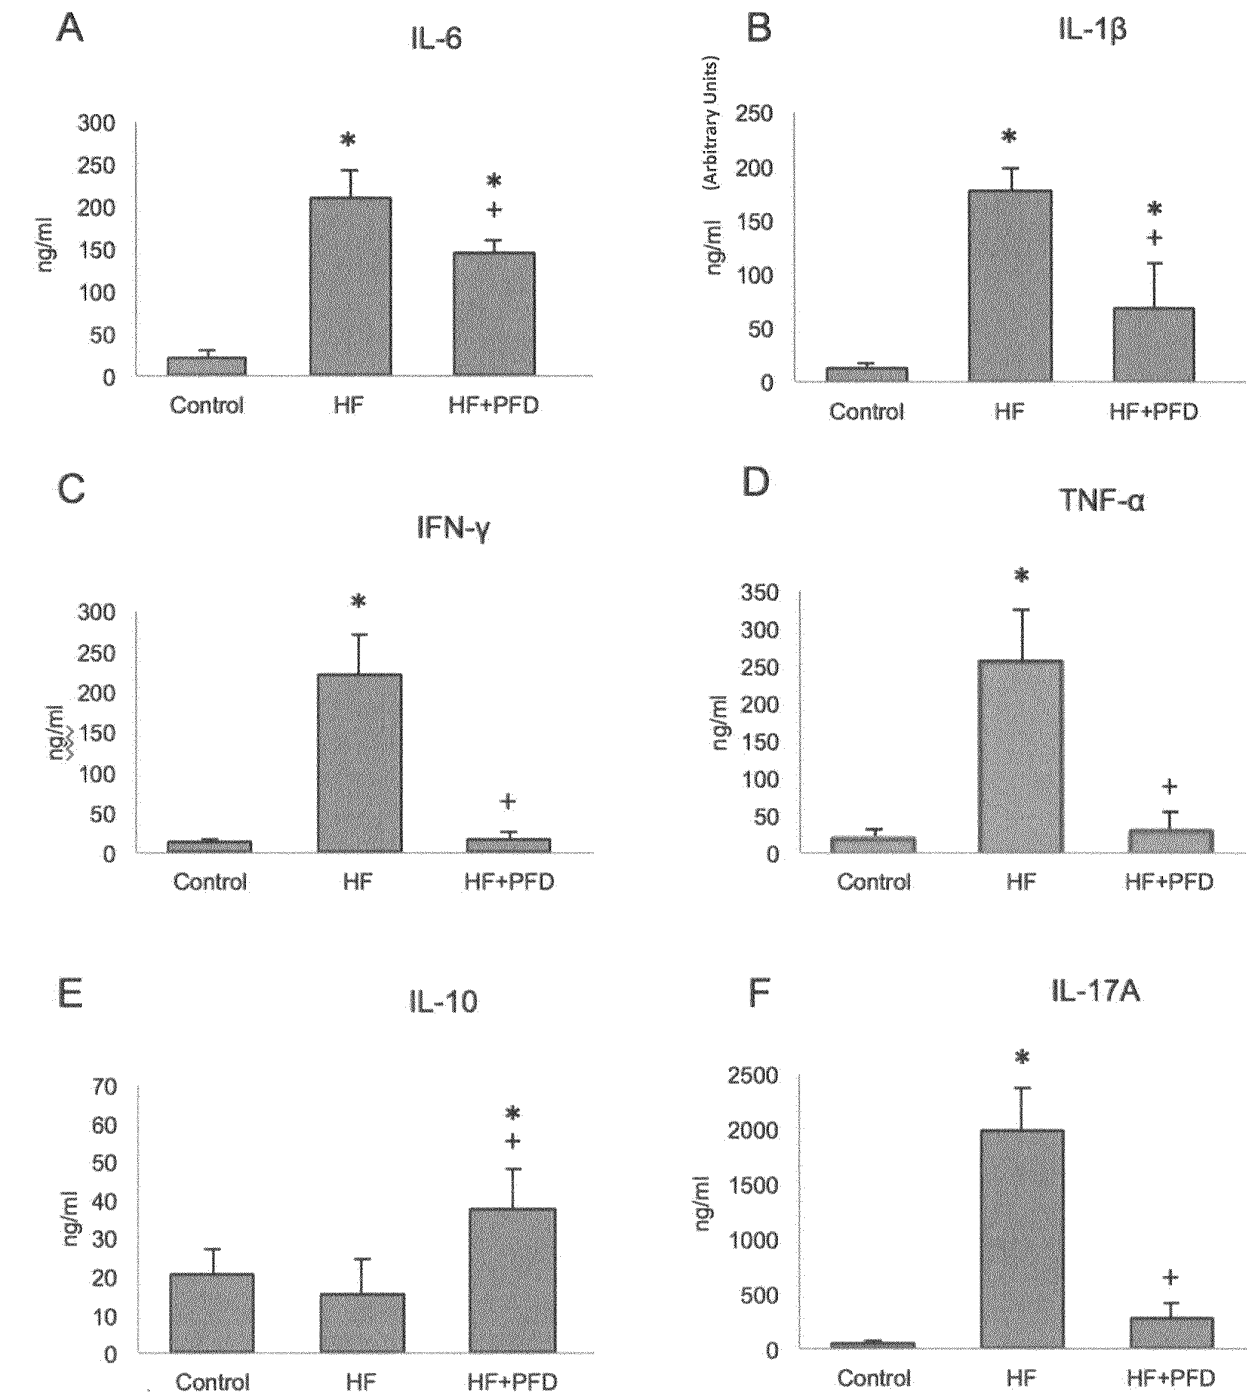 A
IL-6
300
250
200
150
100
50
0
ng/ml
*
*
+
Control HF HF+PFD
B
IL-1β
(Arbitrary Units)
ng/ml
250
200
150
100
50
0
*
*
+
Control HF HF+PFD
C
IFN-γ
300
250
200
150
100
50
0
ng/ml
*
+
Control HF HF+PFD
D
TNF-α
350
300
250
200
150
100
50
0
ng/ml
*
+
Control HF HF+PFD
E
IL-10
70
60
50
40
30
20
10
0
ng/ml
*
+
Control HF HF+PFD
F
IL-17A
2500
2000
1500
1000
500
0
ng/ml
*
+
Control HF HF+PFD